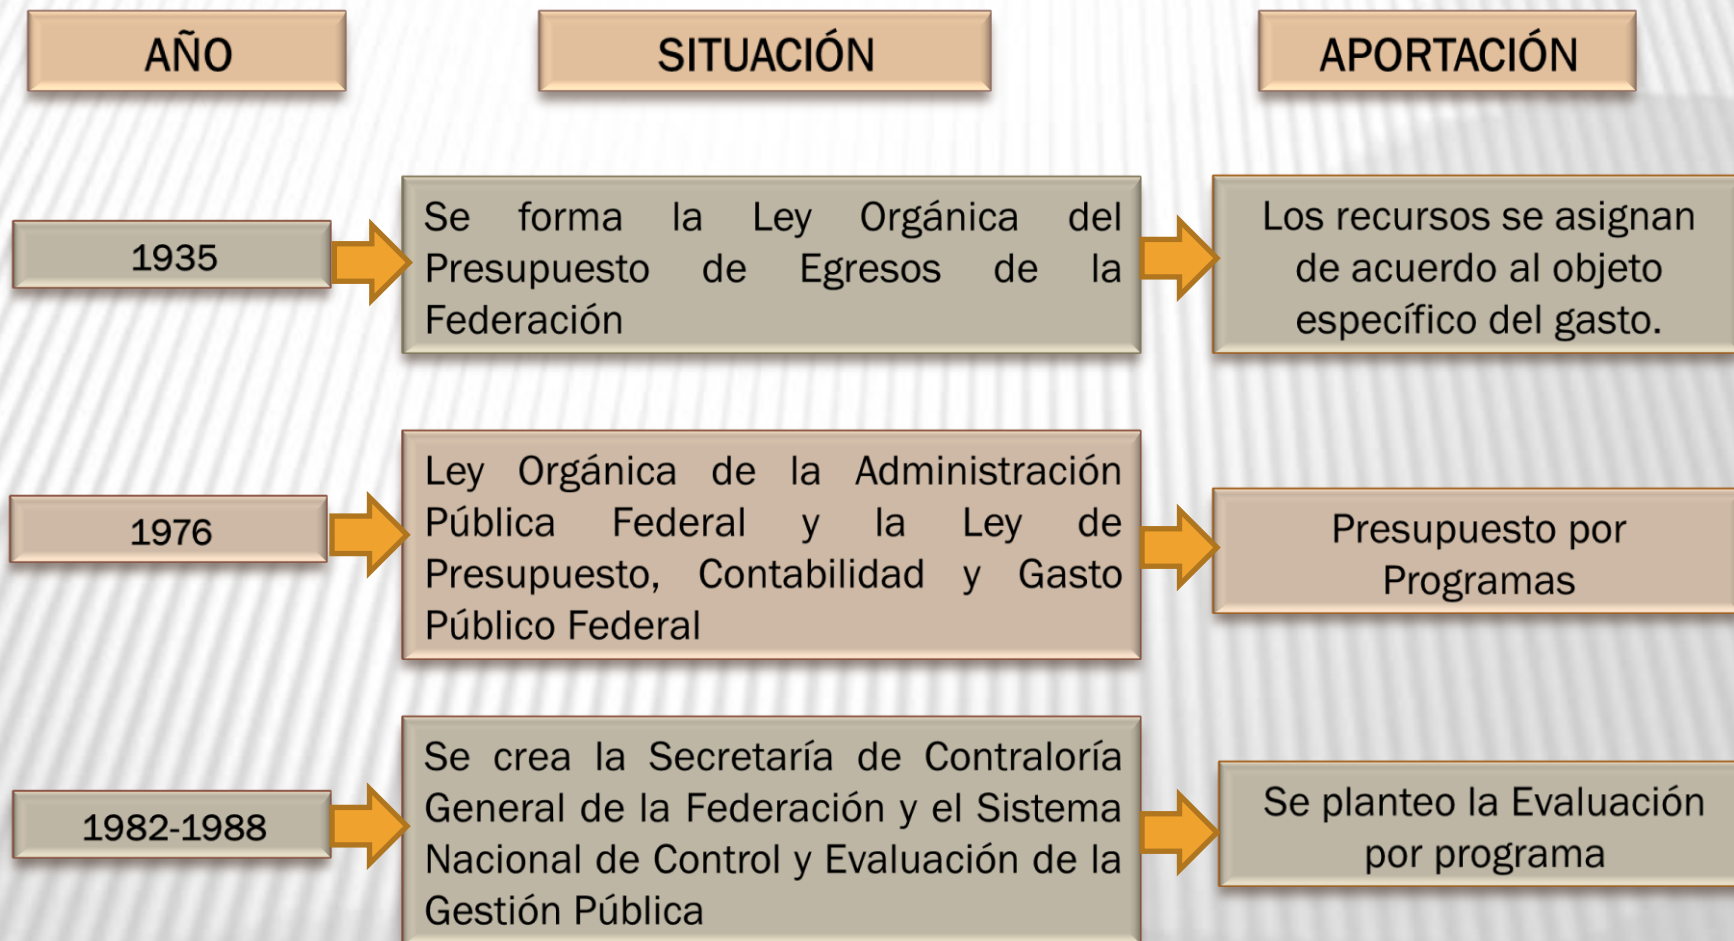 AÑO
SITUACIÓN
APORTACIÓN
1935
Se forma la Ley Orgánica del
Presupuesto de Egresos de la
Federación
Los recursos se asignan
de acuerdo al objeto
específico del gasto.
1976
Ley Orgánica de la Administración
Pública Federal y la Ley de
Presupuesto, Contabilidad y Gasto
Público Federal
Presupuesto por
Programas
1982-1988
Se crea la Secretaría de Contraloría
General de la Federación y el Sistema
Nacional de Control y Evaluación de la
Gestión Pública
Se planteo la Evaluación
por programa